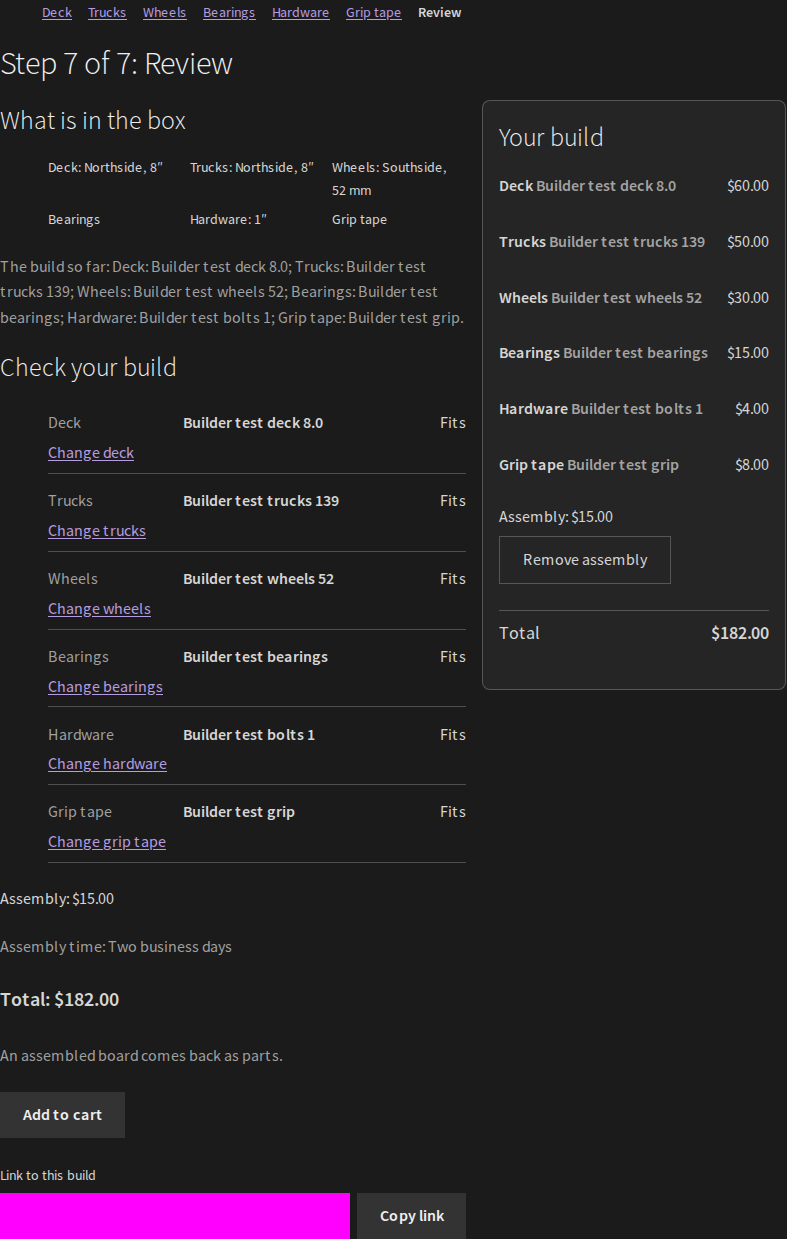 Deck Trucks Wheels Bearings Hardware Grip tape Review
Step 7 of 7: Review
What is in the box
Deck: Northside, 8″ Trucks: Northside, 8″ Wheels: Southside,
52 mm
Bearings Hardware: 1″ Grip tape
The build so far: Deck: Builder test deck 8.0; Trucks: Builder test
trucks 139; Wheels: Builder test wheels 52; Bearings: Builder test
bearings; Hardware: Builder test bolts 1; Grip tape: Builder test grip.
Check your build
Deck Builder test deck 8.0 Fits
Change deck
Trucks Builder test trucks 139 Fits
Change trucks
Wheels Builder test wheels 52 Fits
Change wheels
Bearings Builder test bearings Fits
Change bearings
Hardware Builder test bolts 1 Fits
Change hardware
Grip tape Builder test grip Fits
Change grip tape
Assembly: $15.00
Assembly time: Two business days
Total: $182.00
An assembled board comes back as parts.
Add to cart
Link to this build
Copy link
Your build
Deck Builder test deck 8.0 $60.00
Trucks Builder test trucks 139 $50.00
Wheels Builder test wheels 52 $30.00
Bearings Builder test bearings $15.00
Hardware Builder test bolts 1 $4.00
Grip tape Builder test grip $8.00
Assembly: $15.00
Remove assembly
Total $182.00